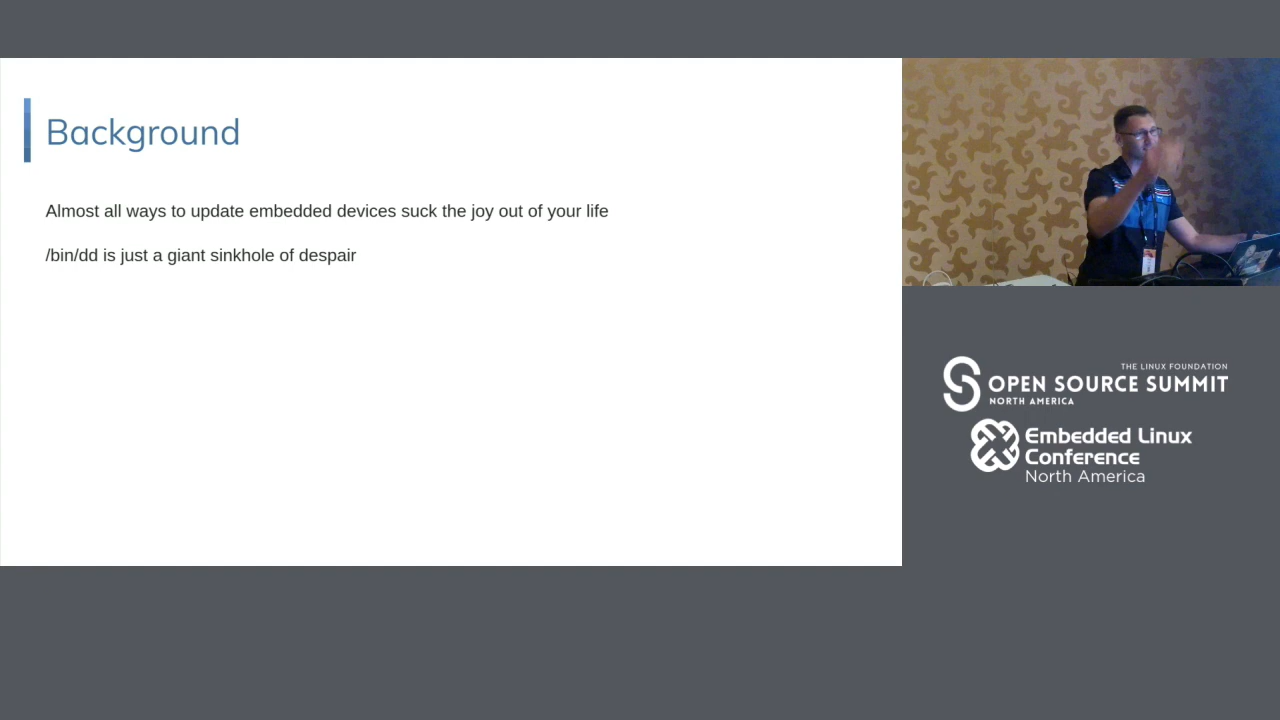 Background
Almost all ways to update embedded devices suck the joy out of your life
/bin/dd is just a giant sinkhole of despair
THE LINUX FOUNDATION
OPEN SOURCE SUMMIT
NORTH AMERICA
Embedded Linux
Conference
North America